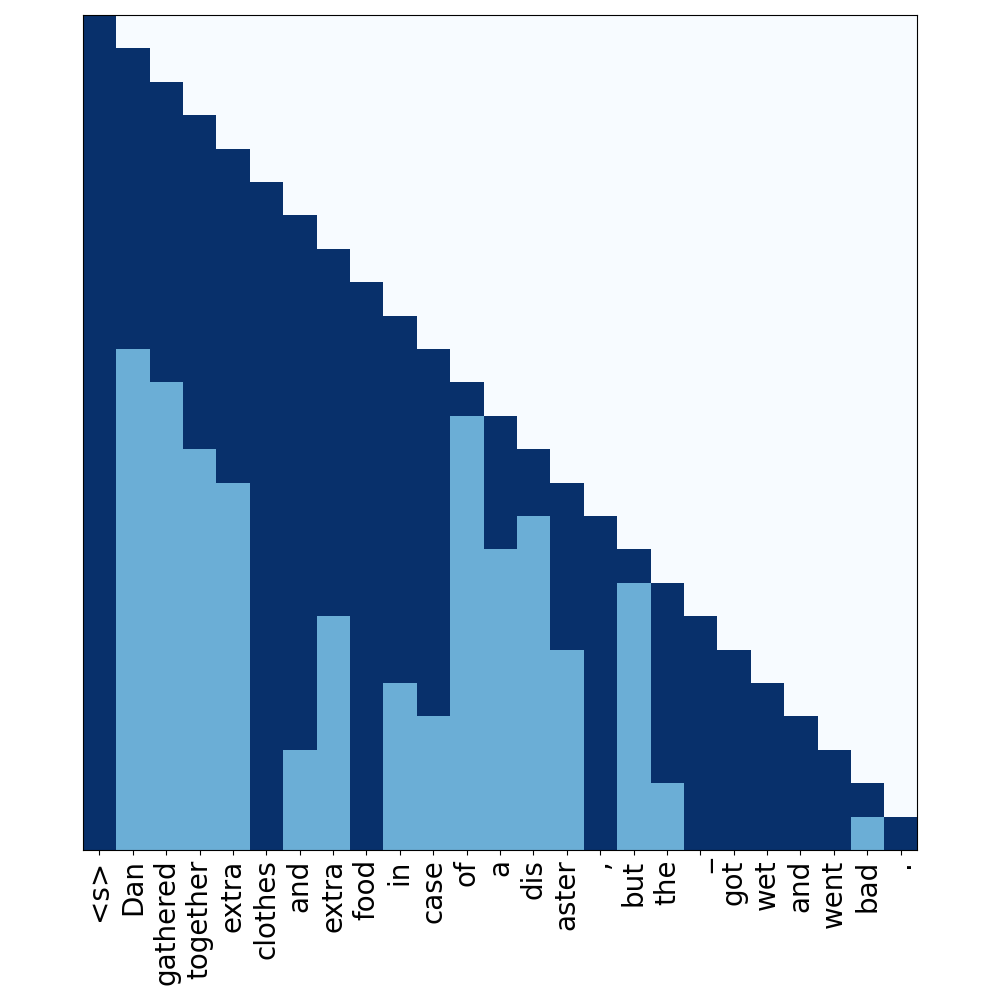 <s> Dan gathered together extra clothes and extra food in case of a dis aster , but the _ got wet and went bad .